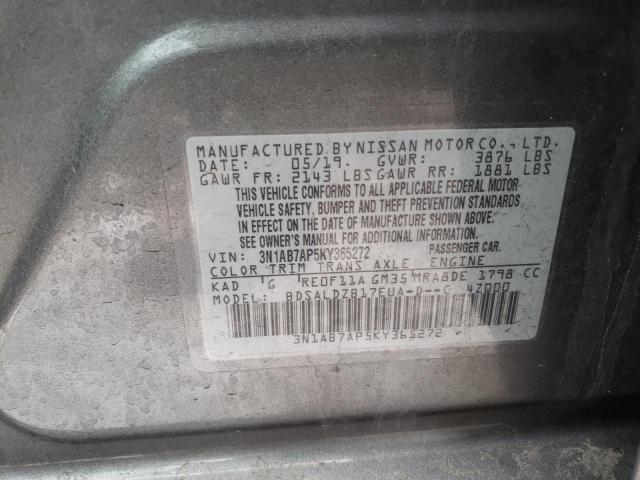 MANUFACTURED BY NISSAN MOTOR CO., LTD.
DATE: 05/19 GVWR: 3876 LBS
GAWR FR: 2143 LBS GAWR RR: 1881 LBS
THIS VEHICLE CONFORMS TO ALL APPLICABLE FEDERAL MOTOR
VEHICLE SAFETY, BUMPER AND THEFT PREVENTION STANDARDS
IN EFFECT ON THE DATE OF MANUFACTURE SHOWN ABOVE.
SEE OWNER'S MANUAL FOR ADDITIONAL INFORMATION.
VIN: 3N1AB7AP5KY365272 PASSENGER CAR.
COLOR TRIM TRANS AXLE ENGINE
KAD G RE0F11A GM35 MRA8DE 1798 CC
MODEL: BDSALDZB17EUA-D--C 4Z000
3N1AB7AP5KY365272